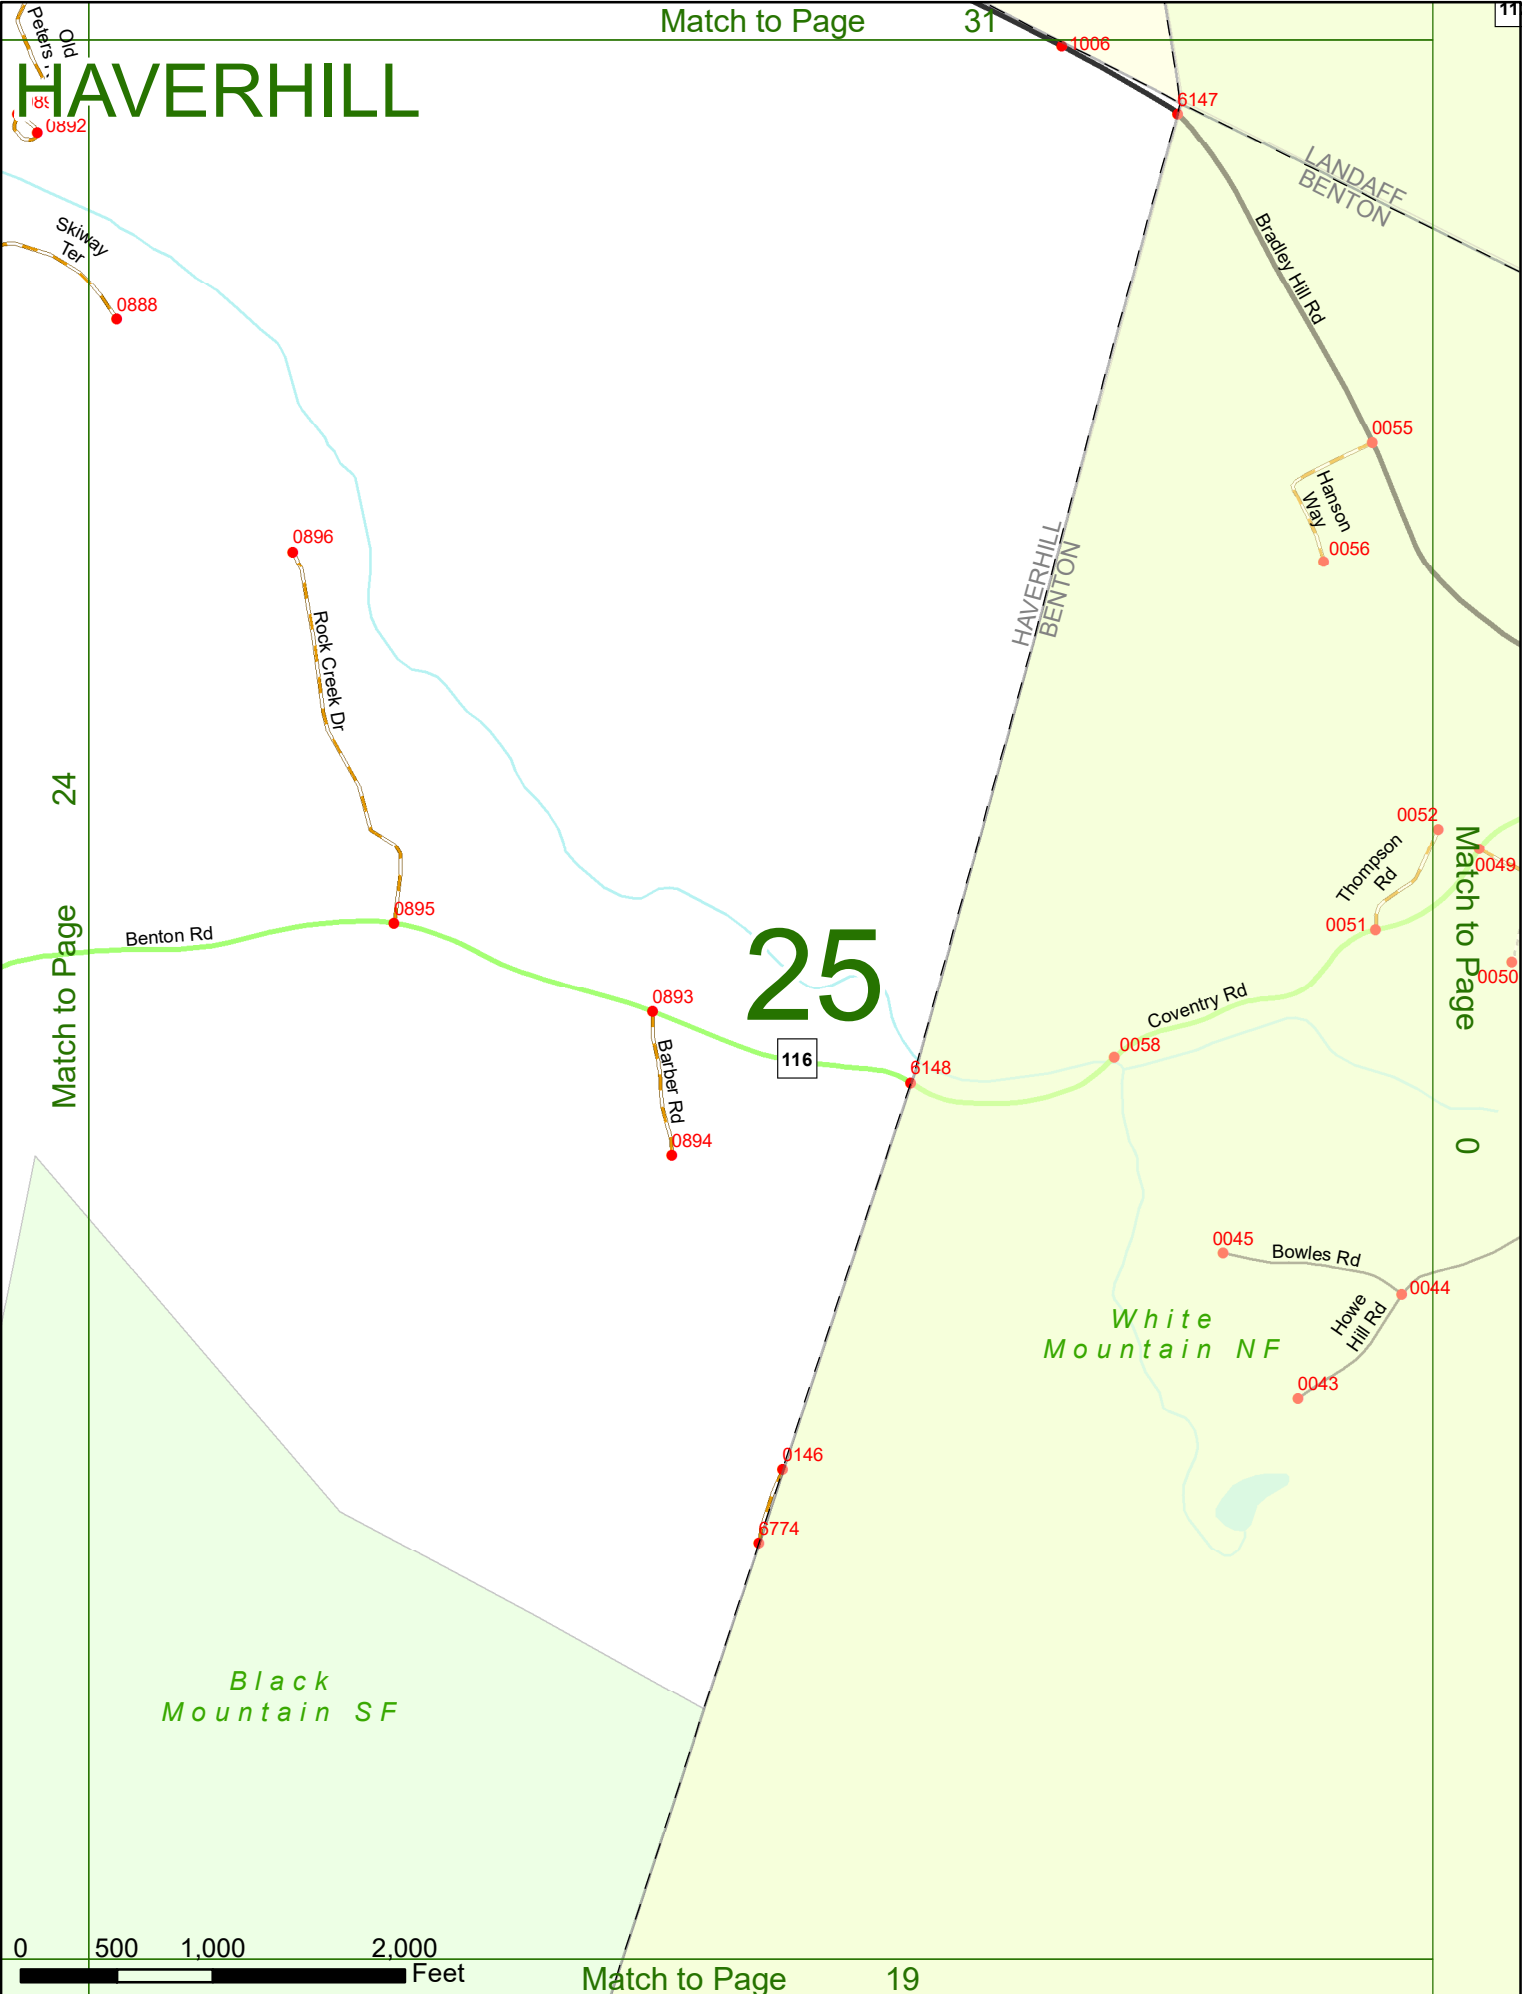 Match to Page 31
11
Old
Peters
HAVERHILL
1006
089
0892
6147
LANDAFF
BENTON
Skiway
Ter
0888
Bradley Hill Rd
0055
Hanson
Way
0056
0896
HAVERHILL
BENTON
Rock Creek Dr
Match to Page 24
0052
Thompson
Rd
0049
0051
0050
Match to Page 0
0895
Benton Rd
25
0893
Coventry Rd
0058
116
6148
Barber Rd
0894
0045
Bowles Rd
0044
Howe
Hill Rd
0043
White
Mountain NF
0146
6774
Black
Mountain SF
0 500 1,000 2,000
Feet
Match to Page 19